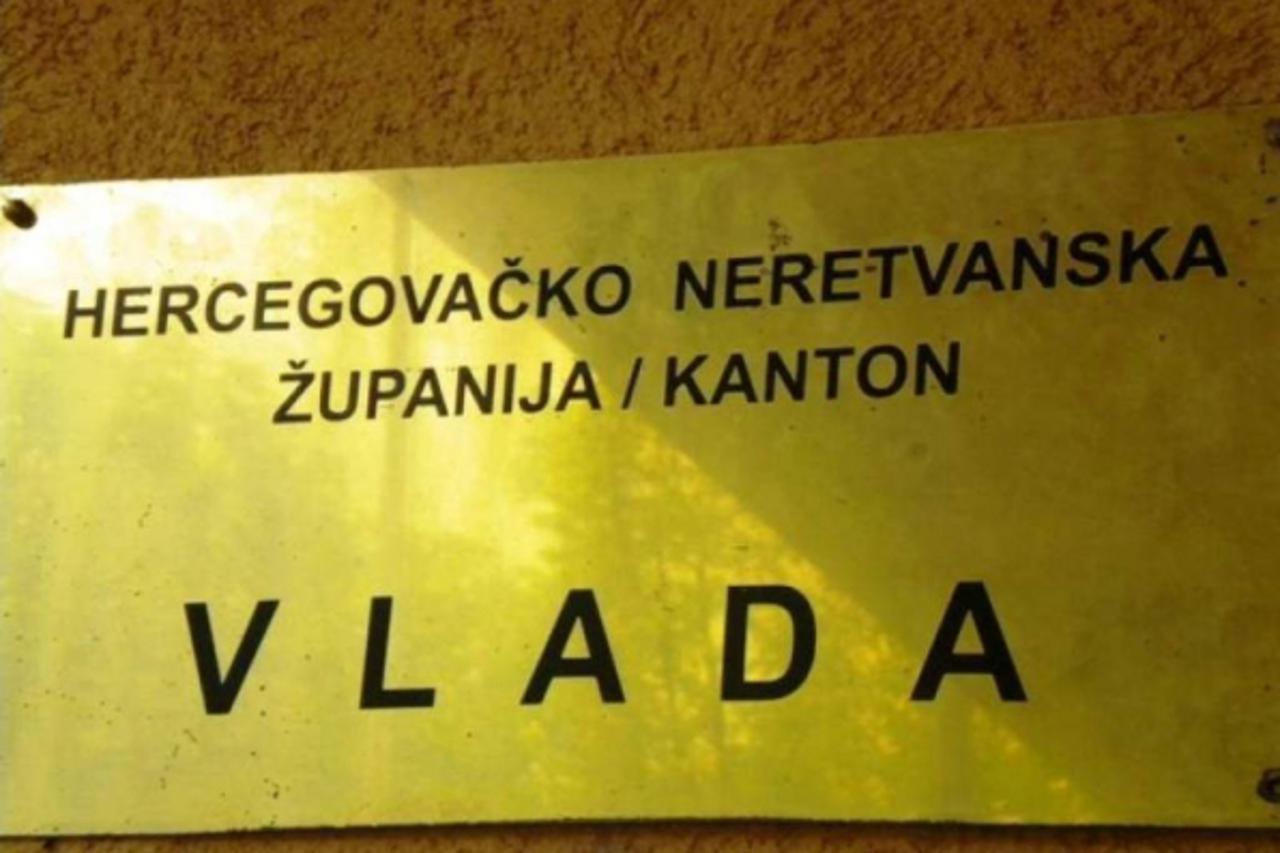 HERCEGOVAČKO NERETVANSKA
ŽUPANIJA / KANTON
VLADA